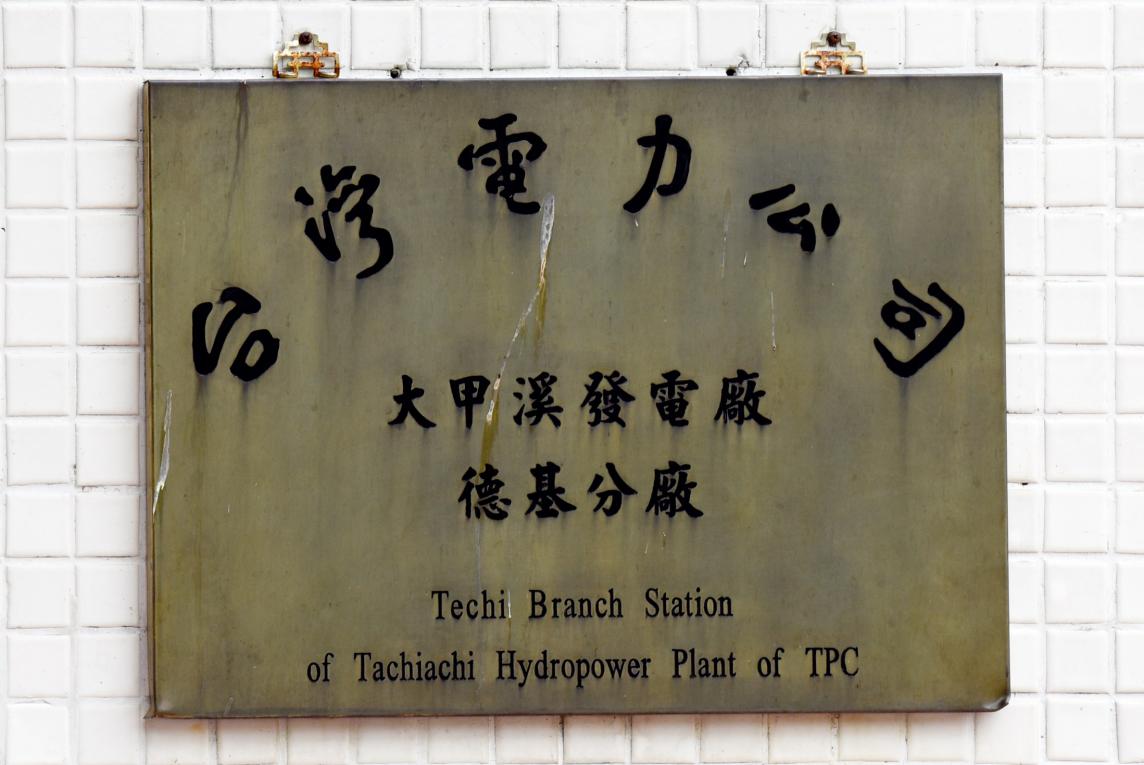 台灣電力公司
大甲溪發電廠
德基分廠
Techi Branch Station
of Tachiachi Hydropower Plant of TPC